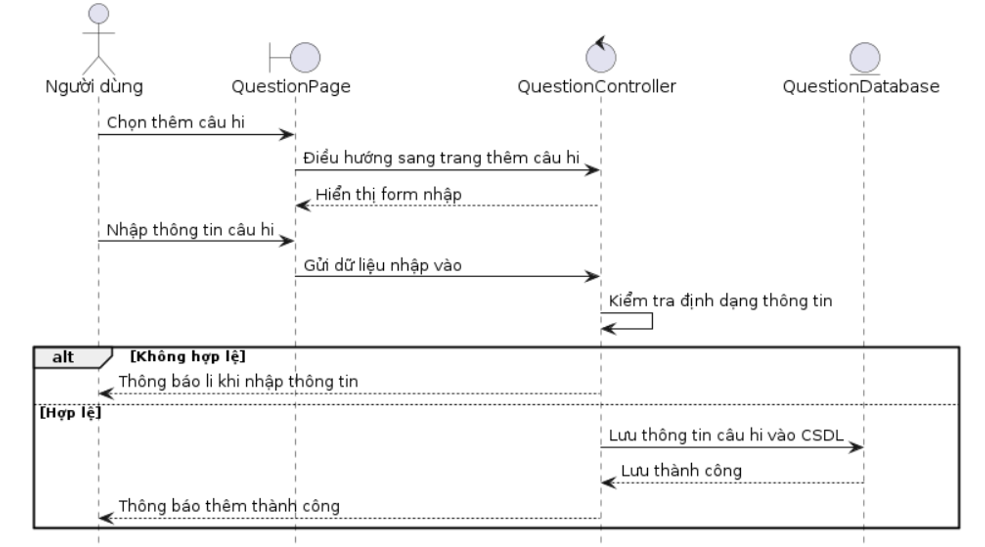 Người dùng
QuestionPage
QuestionController
QuestionDatabase
Chọn thêm câu hi
Điều hướng sang trang thêm câu hi
Hiển thị form nhập
Nhập thông tin câu hi
Gửi dữ liệu nhập vào
Kiểm tra định dạng thông tin
alt [Không hợp lệ]
Thông báo li khi nhập thông tin
[Hợp lệ]
Lưu thông tin câu hi vào CSDL
Lưu thành công
Thông báo thêm thành công